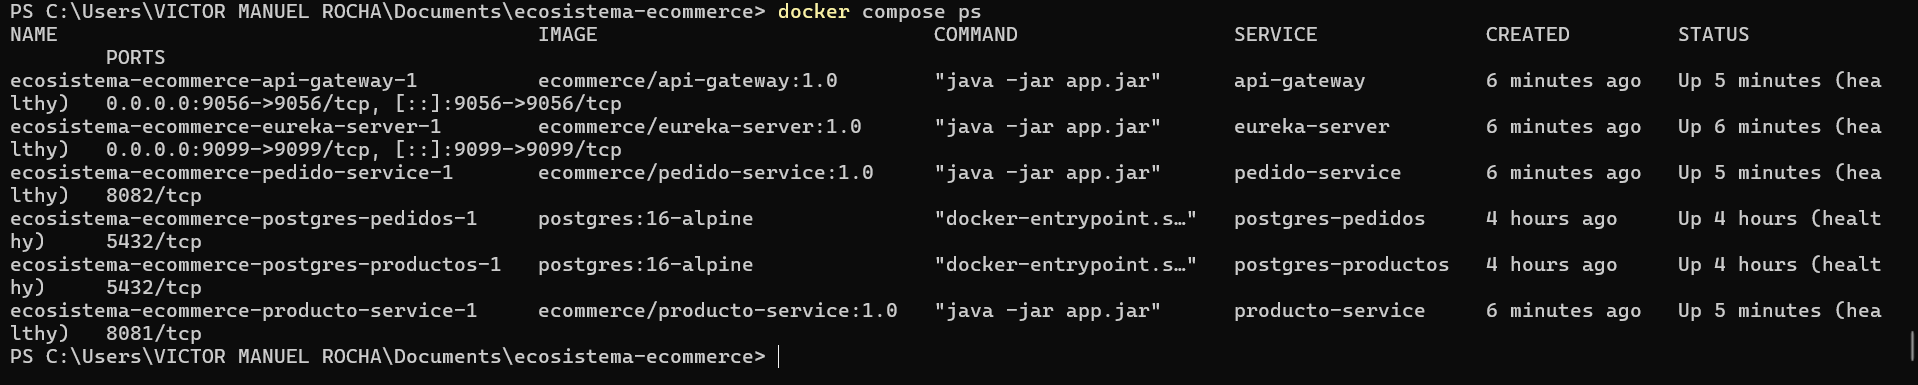 PS C:\Users\VICTOR MANUEL ROCHA\Documents\ecosistema-ecommerce> docker compose ps
NAME                                        IMAGE                            COMMAND                  SERVICE              CREATED         STATUS
        PORTS
ecosistema-ecommerce-api-gateway-1          ecommerce/api-gateway:1.0        "java -jar app.jar"      api-gateway          6 minutes ago   Up 5 minutes (hea
lthy)   0.0.0.0:9056->9056/tcp, [::]:9056->9056/tcp
ecosistema-ecommerce-eureka-server-1        ecommerce/eureka-server:1.0      "java -jar app.jar"      eureka-server        6 minutes ago   Up 6 minutes (hea
lthy)   0.0.0.0:9099->9099/tcp, [::]:9099->9099/tcp
ecosistema-ecommerce-pedido-service-1       ecommerce/pedido-service:1.0     "java -jar app.jar"      pedido-service       6 minutes ago   Up 5 minutes (hea
lthy)   8082/tcp
ecosistema-ecommerce-postgres-pedidos-1     postgres:16-alpine               "docker-entrypoint.s…"   postgres-pedidos     4 hours ago     Up 4 hours (healt
hy)     5432/tcp
ecosistema-ecommerce-postgres-productos-1   postgres:16-alpine               "docker-entrypoint.s…"   postgres-productos   4 hours ago     Up 4 hours (healt
hy)     5432/tcp
ecosistema-ecommerce-producto-service-1     ecommerce/producto-service:1.0   "java -jar app.jar"      producto-service     6 minutes ago   Up 5 minutes (hea
lthy)   8081/tcp
PS C:\Users\VICTOR MANUEL ROCHA\Documents\ecosistema-ecommerce>